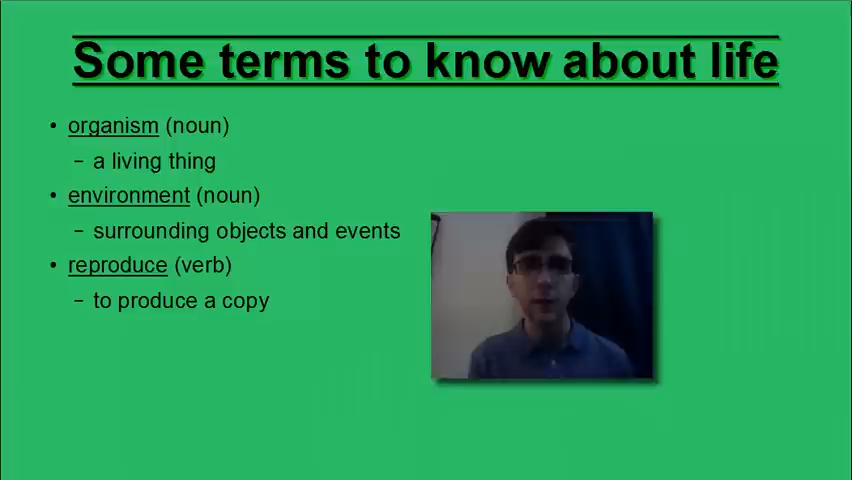 Some terms to know about life
• organism (noun)
– a living thing
• environment (noun)
– surrounding objects and events
• reproduce (verb)
– to produce a copy